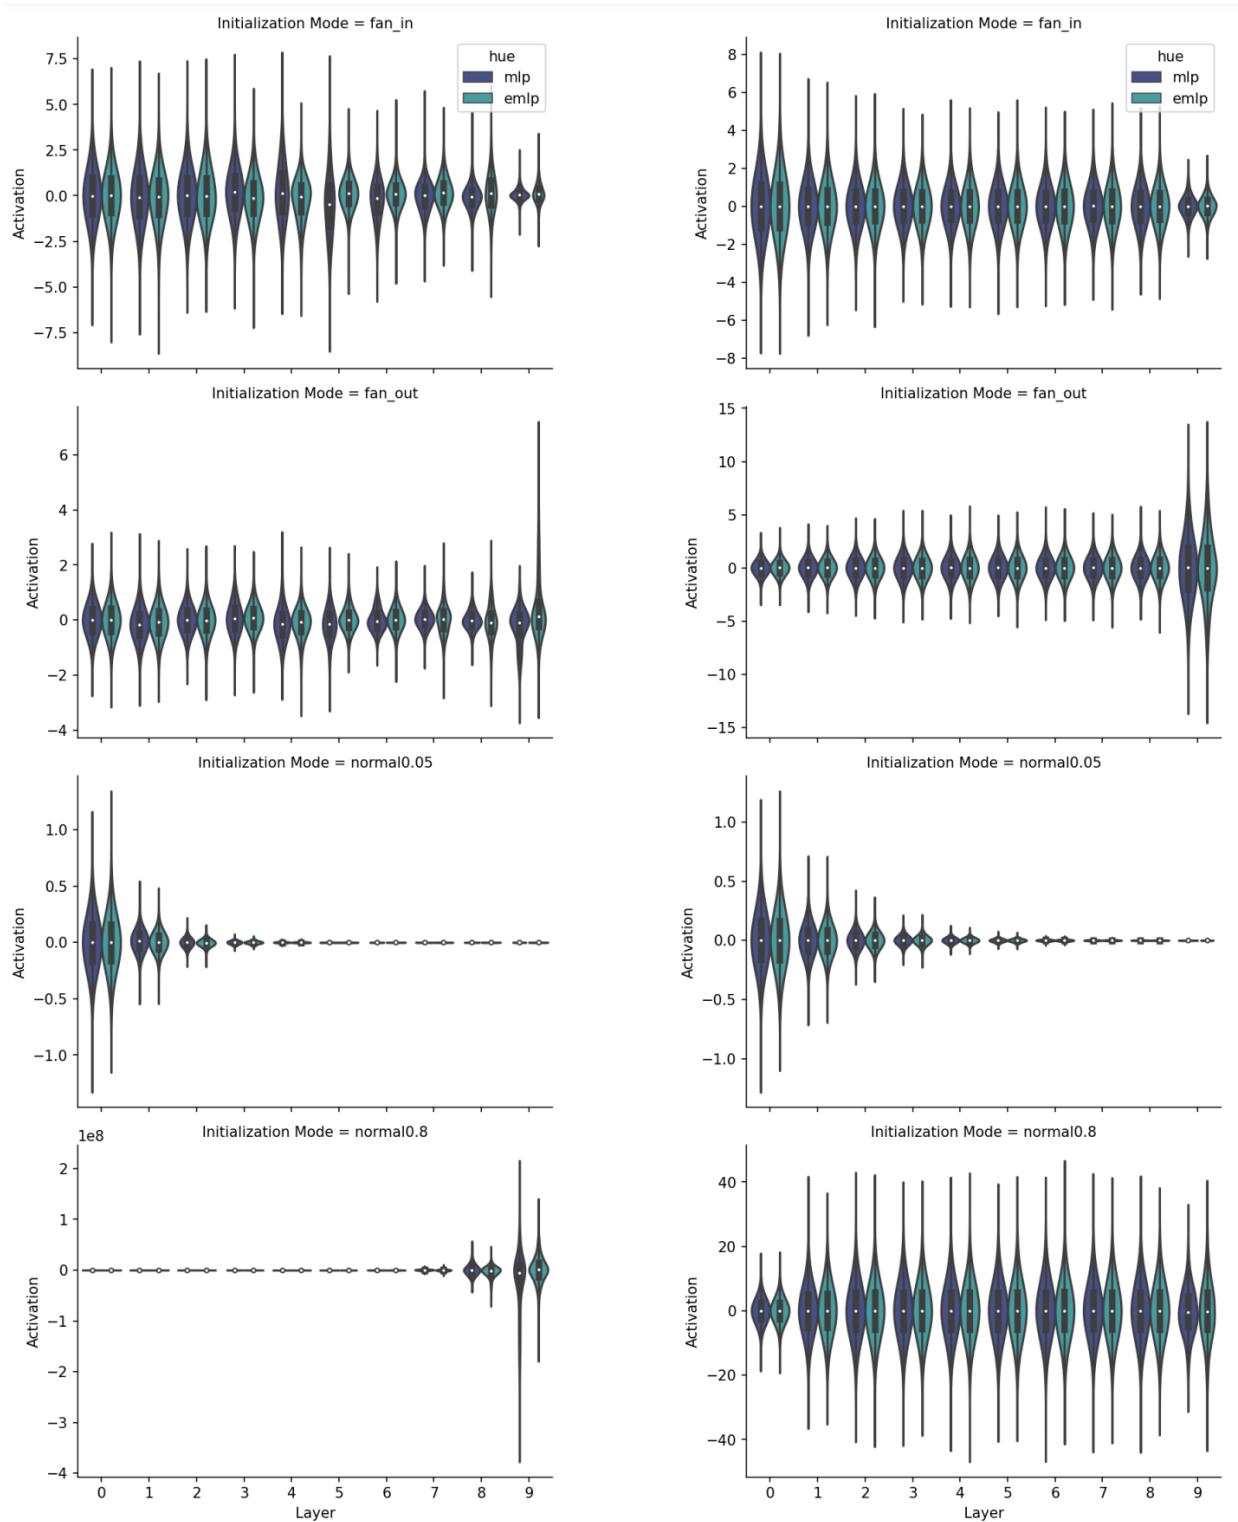 Initialization Mode = fan_in
7.5
5.0
2.5
0.0
−2.5
−5.0
−7.5
Activation
hue
mlp
emlp
Initialization Mode = fan_in
8
6
4
2
0
−2
−4
−6
−8
Activation
hue
mlp
emlp
Initialization Mode = fan_out
6
4
2
0
−2
−4
Activation
Initialization Mode = fan_out
15
10
5
0
−5
−10
−15
Activation
Initialization Mode = normal0.05
1.0
0.5
0.0
−0.5
−1.0
Activation
Initialization Mode = normal0.05
1.0
0.5
0.0
−0.5
−1.0
Activation
Initialization Mode = normal0.8
1e8
2
1
0
−1
−2
−3
−4
Activation
0 1 2 3 4 5 6 7 8 9
Layer
Initialization Mode = normal0.8
40
20
0
−20
−40
Activation
0 1 2 3 4 5 6 7 8 9
Layer